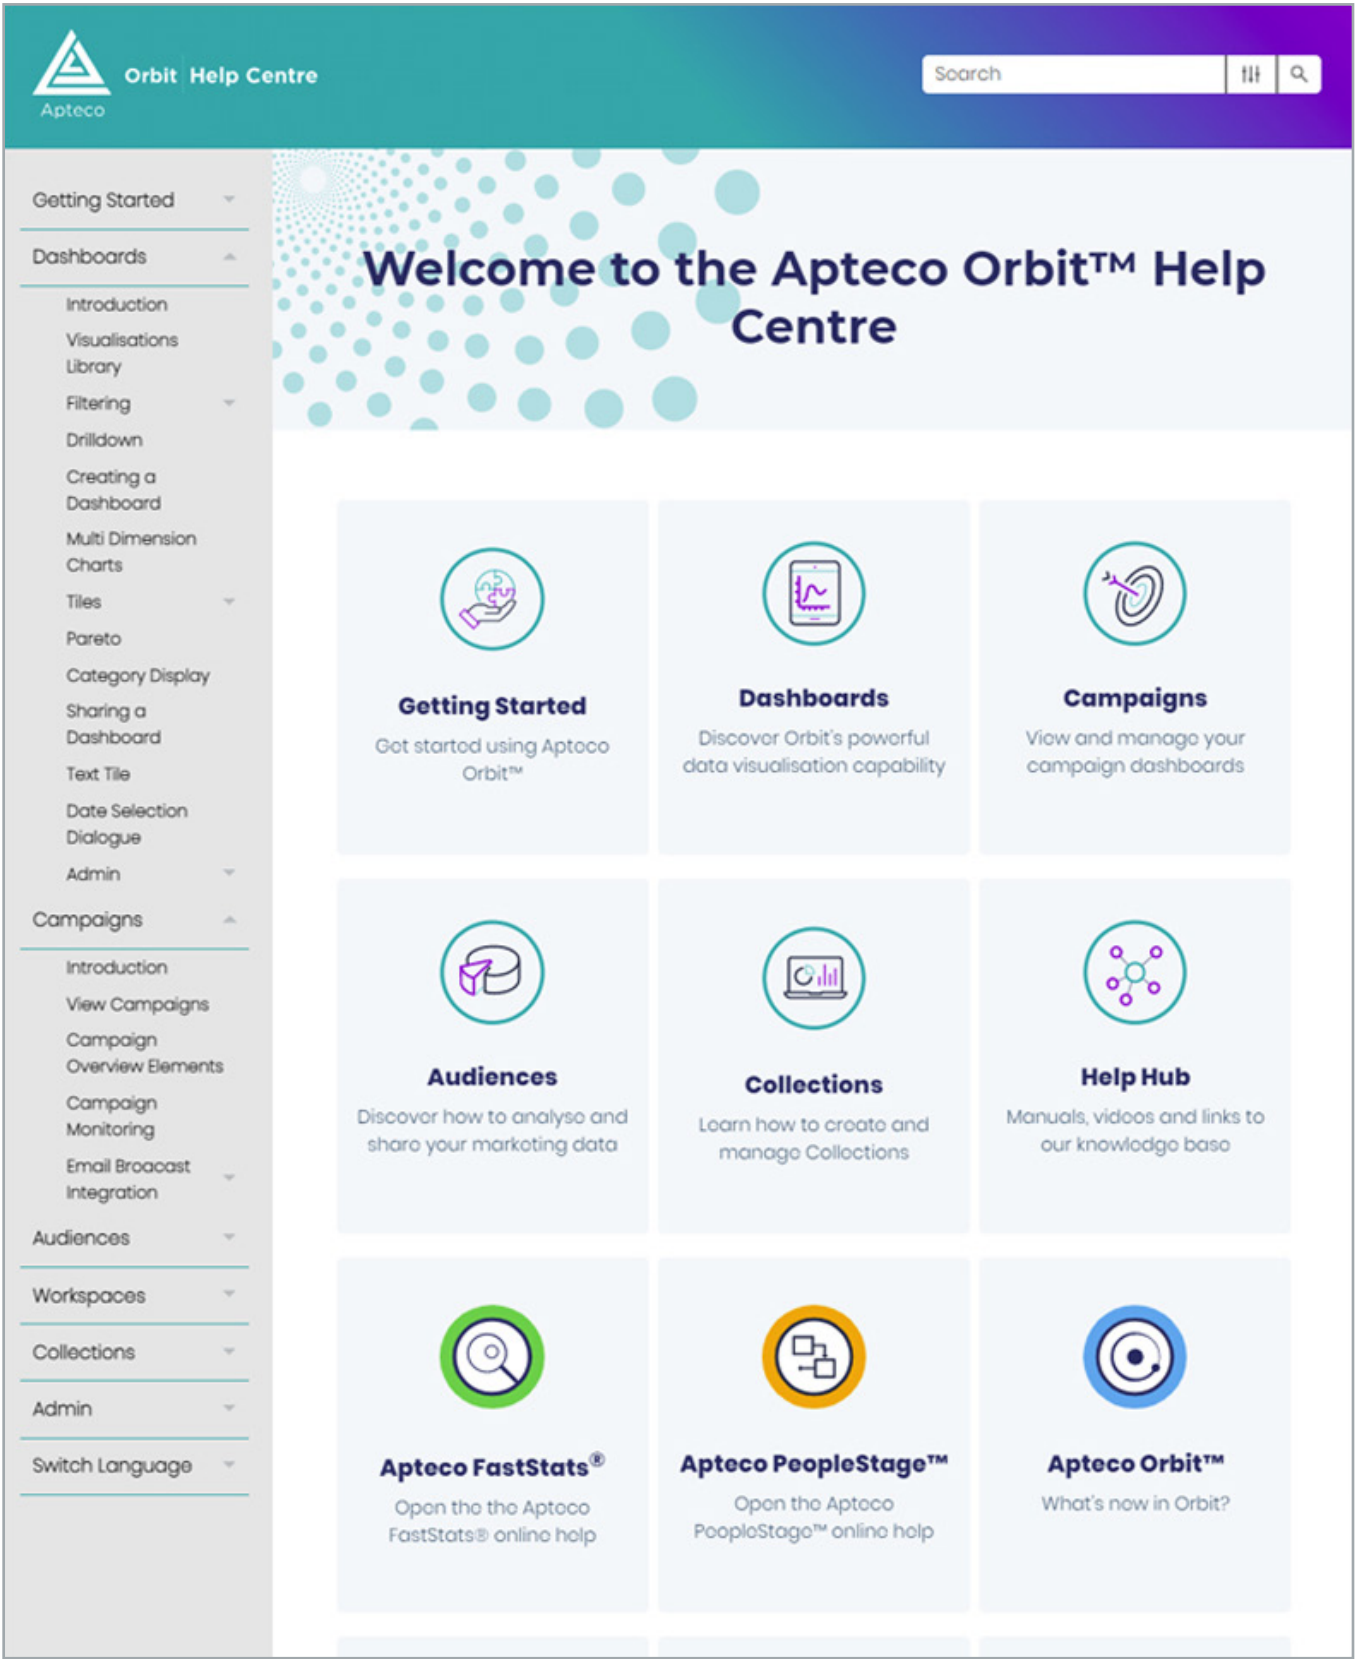 Apteco
Orbit Help Centre
Search
Getting Started
Dashboards
Introduction
Visualisations
Library
Filtering
Drilldown
Creating a
Dashboard
Multi Dimension
Charts
Tiles
Pareto
Category Display
Sharing a
Dashboard
Text Tile
Date Selection
Dialogue
Admin
Campaigns
Introduction
View Campaigns
Campaign
Overview Elements
Campaign
Monitoring
Email Broacast
Integration
Audiences
Workspaces
Collections
Admin
Switch Language
Welcome to the Apteco Orbit™ Help
Centre
Getting Started
Get started using Apteco
Orbit™
Dashboards
Discover Orbit's powerful
data visualisation capability
Campaigns
View and manage your
campaign dashboards
Audiences
Discover how to analyse and
share your marketing data
Collections
Learn how to create and
manage Collections
Help Hub
Manuals, videos and links to
our knowledge base
Apteco FastStats®
Open the the Apteco
FastStats® online help
Apteco PeopleStage™
Open the Apteco
PeopleStage™ online help
Apteco Orbit™
What's new in Orbit?